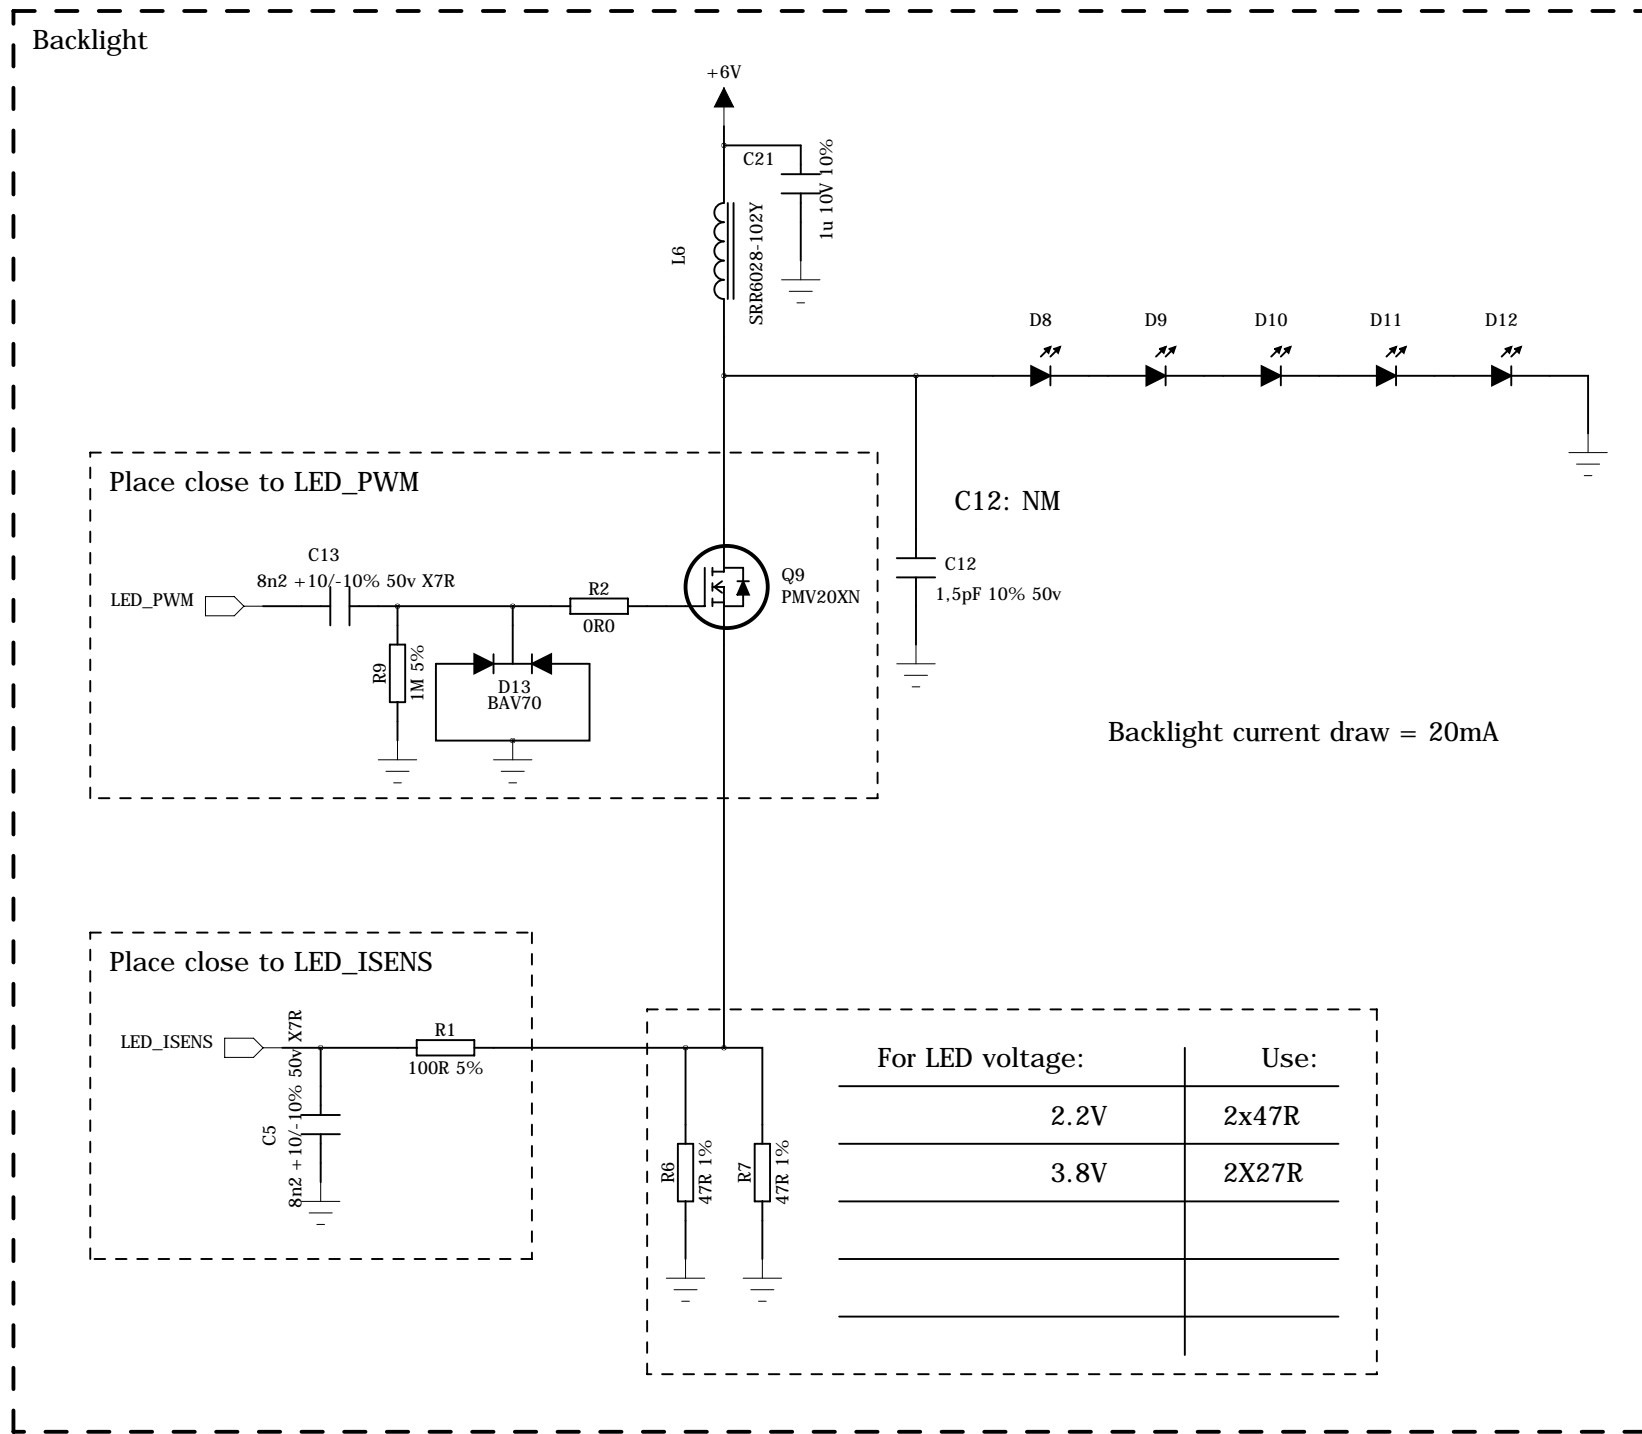 Backlight
+6V
C21
1u 10V 10%
L6
SRR6028-102Y
D8
D9
D10
D11
D12
Place close to LED_PWM
C12: NM
C13
8n2 +10/-10% 50v X7R
LED_PWM
R2
0R0
Q9
PMV20XN
C12
1,5pF 10% 50v
R9
1M 5%
D13
BAV70
Backlight current draw = 20mA
Place close to LED_ISENS
LED_ISENS
C5
8n2 +10/-10% 50v X7R
R1
100R 5%
R6
47R 1%
R7
47R 1%
For LED voltage: Use:
2.2V 2x47R
3.8V 2X27R